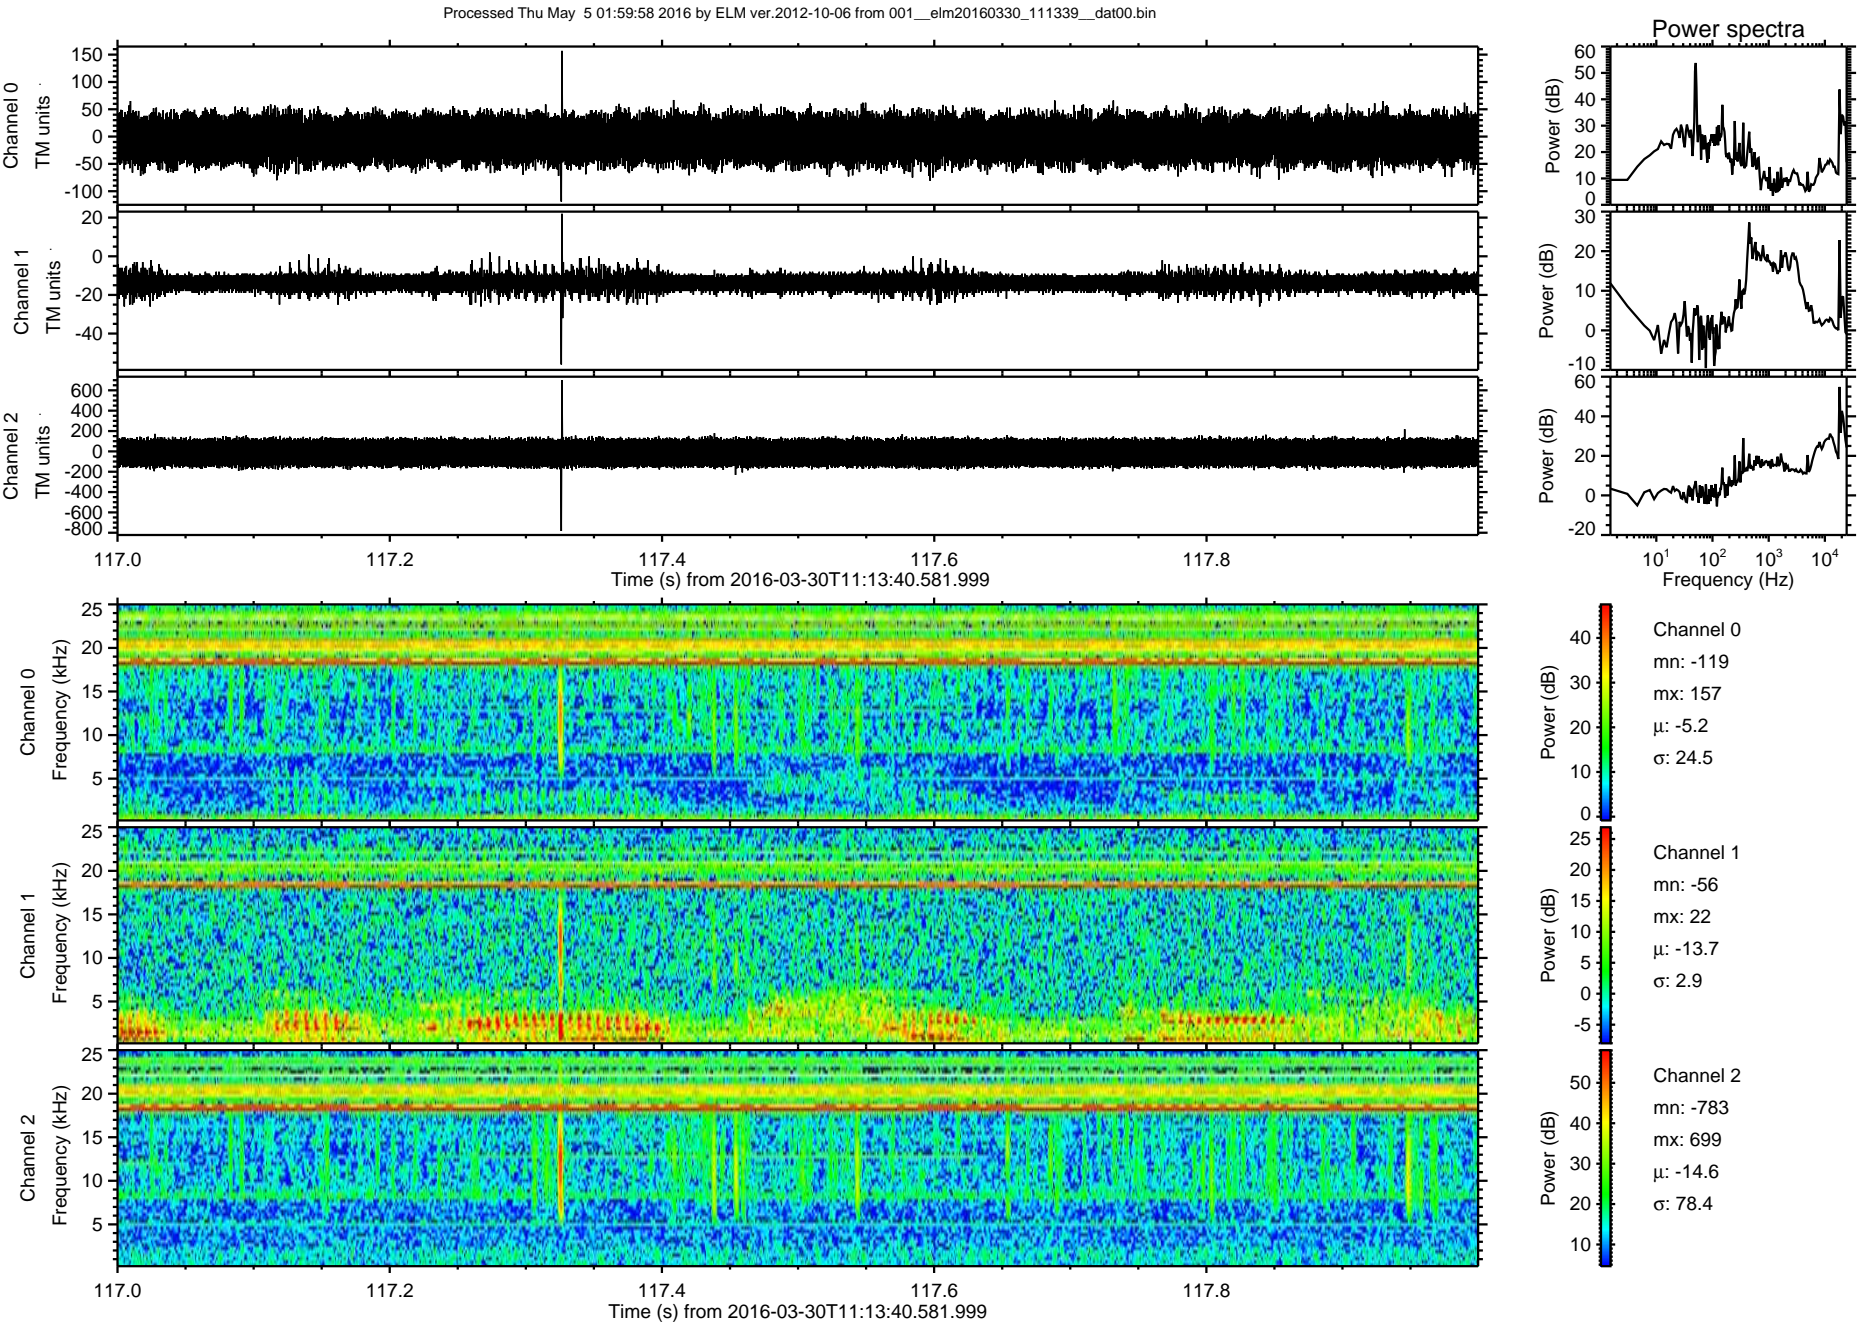 Processed Thu May  5 01:59:58 2016 by ELM ver.2012-10-06 from 001__elm20160330_111339__dat00.bin
Power spectra
Channel 0
TM units
150
100
50
0
-50
-100
Power (dB)
60
50
40
30
20
10
0
Channel 1
TM units
20
0
-20
-40
Power (dB)
30
20
10
0
-10
Channel 2
TM units
600
400
200
0
-200
-400
-600
-800
Power (dB)
60
40
20
0
-20
117.0 117.2 117.4 117.6 117.8
Time (s) from 2016-03-30T11:13:40.581.999
10¹ 10² 10³ 10⁴
Frequency (Hz)
Channel 0
Frequency (kHz)
25
20
15
10
5
Power (dB)
40
30
20
10
0
Channel 0
mn: -119
mx: 157
μ: -5.2
σ: 24.5
Channel 1
Frequency (kHz)
25
20
15
10
5
Power (dB)
25
20
15
10
5
0
-5
Channel 1
mn: -56
mx: 22
μ: -13.7
σ: 2.9
Channel 2
Frequency (kHz)
25
20
15
10
5
Power (dB)
50
40
30
20
10
Channel 2
mn: -783
mx: 699
μ: -14.6
σ: 78.4
117.0 117.2 117.4 117.6 117.8
Time (s) from 2016-03-30T11:13:40.581.999